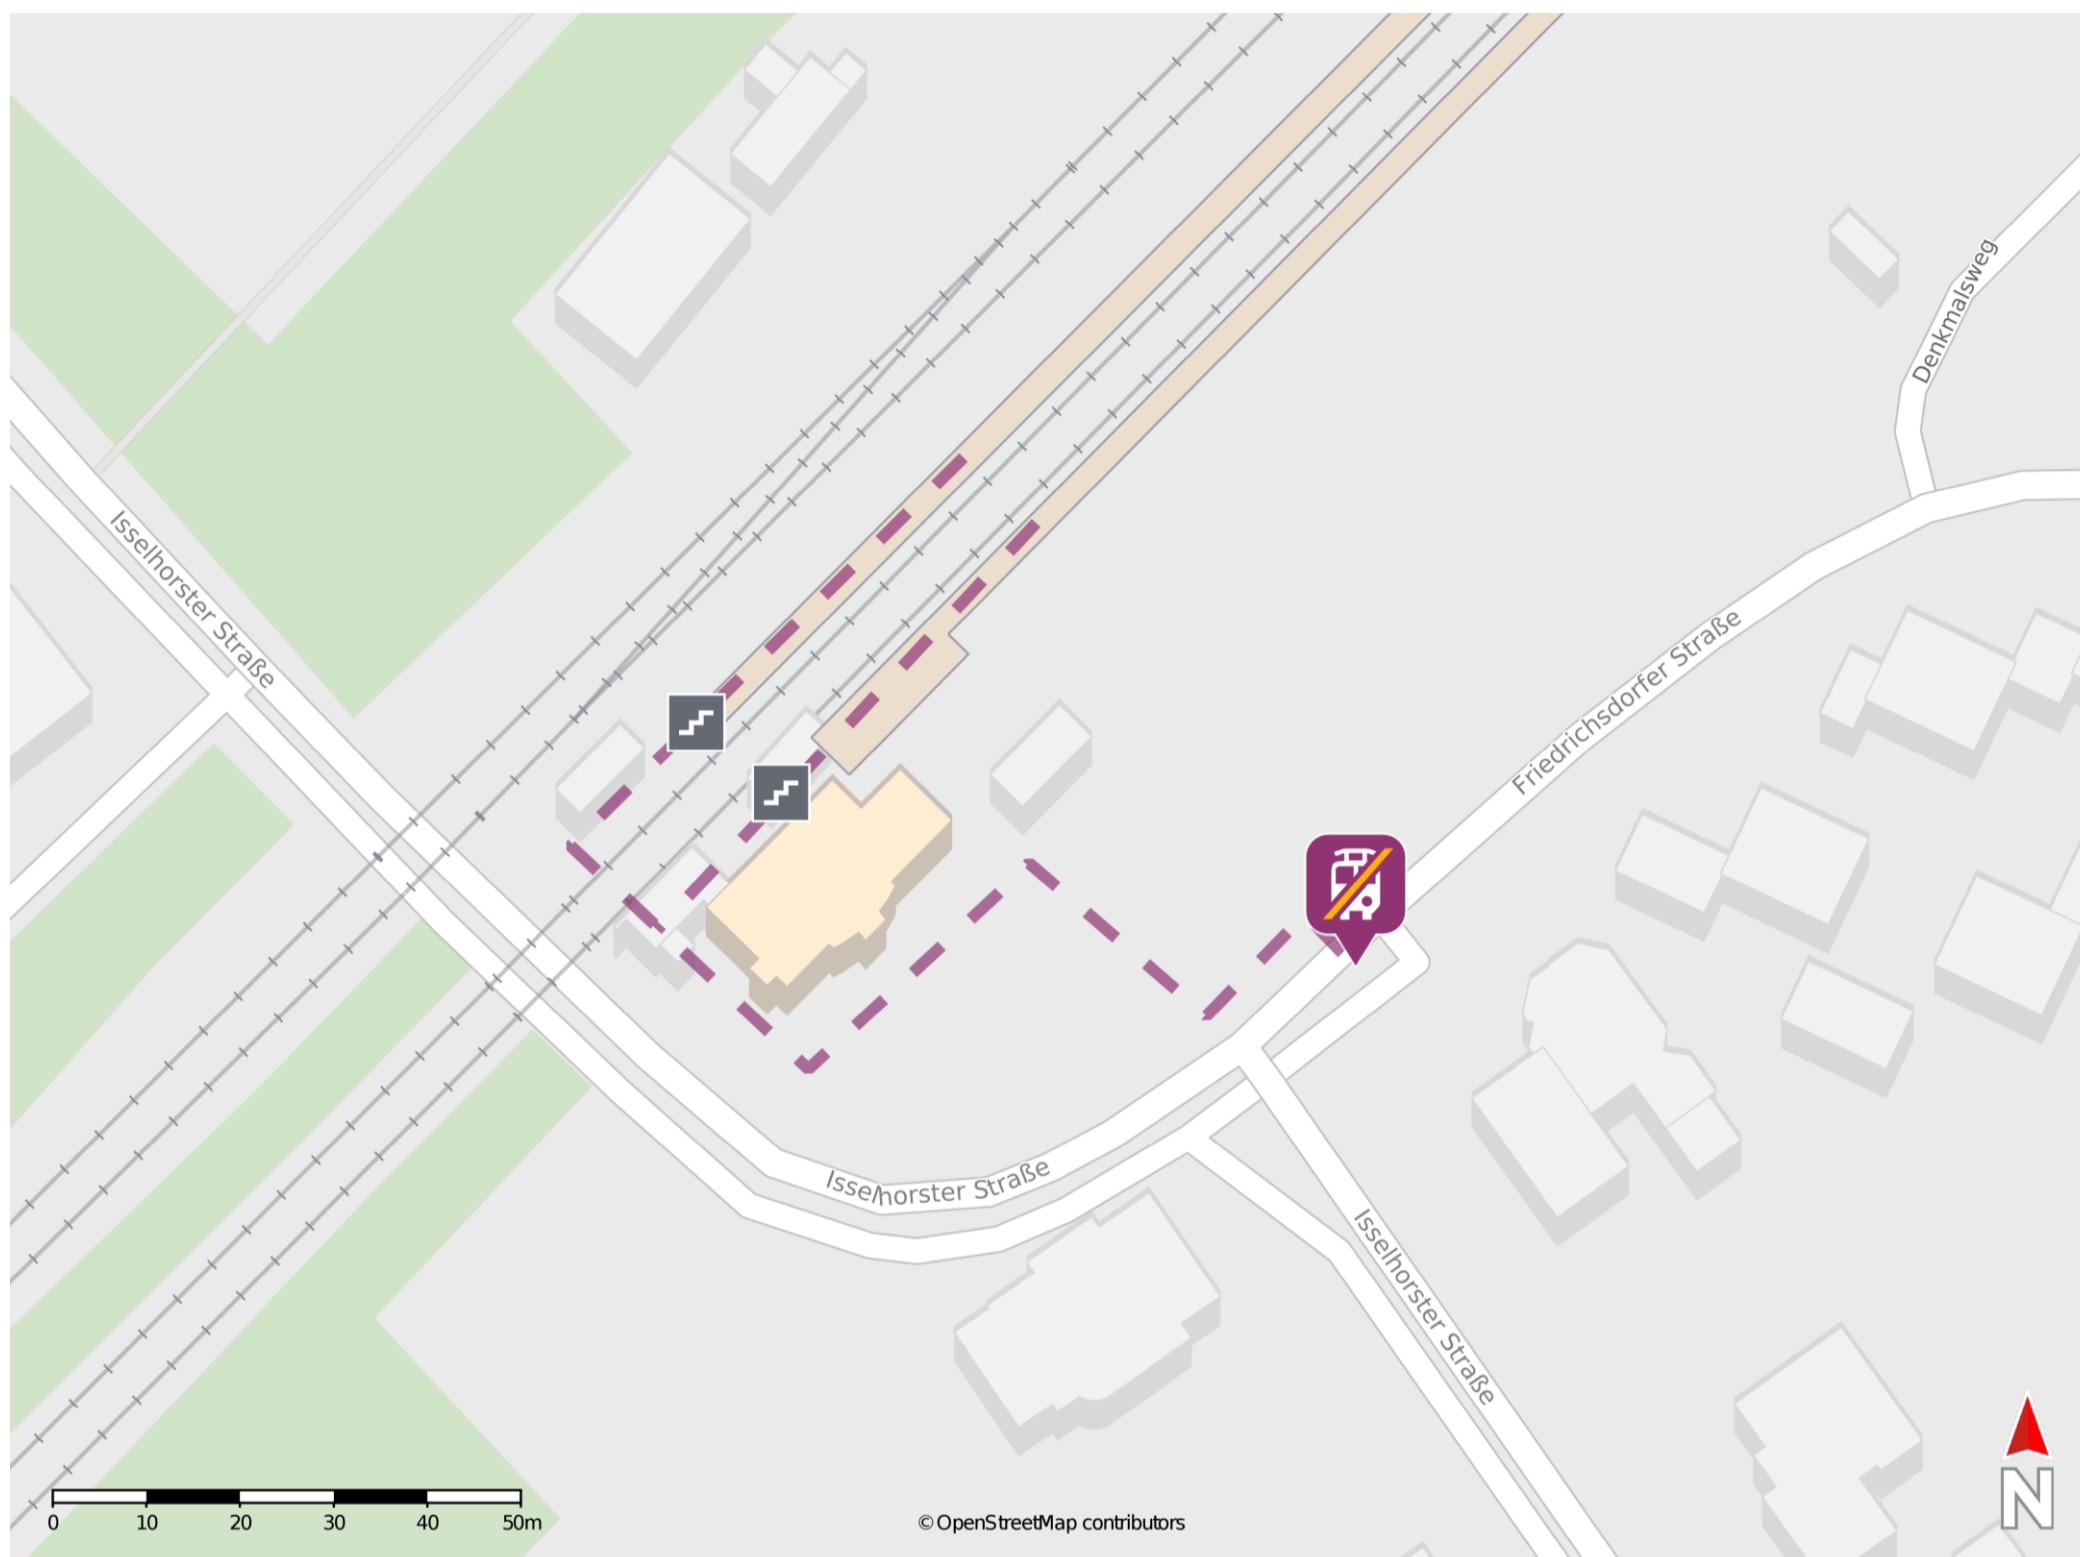 Denkmalsweg
Isselhorster Straße
Friedrichsdorfer Straße
Isselhorster Straße
Isselhorster Straße
0 10 20 30 40 50m
© OpenStreetMap contributors
N